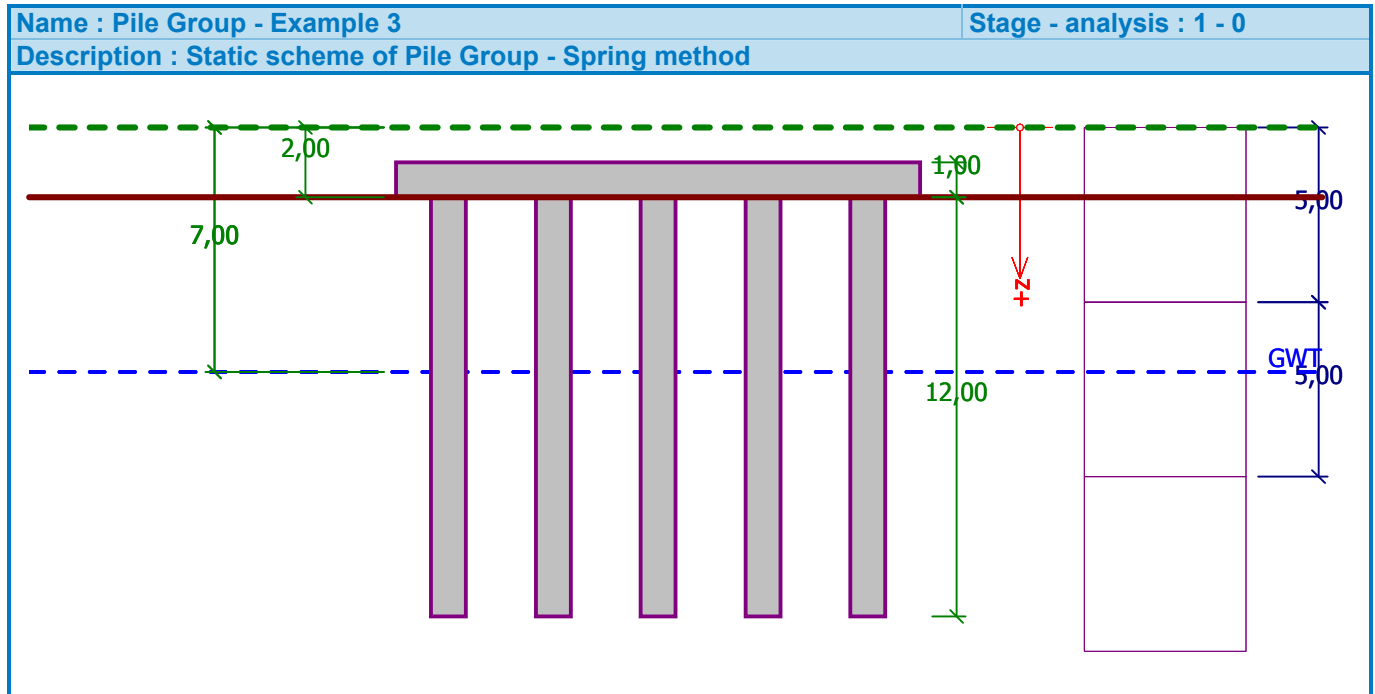 Name : Pile Group - Example 3
Stage - analysis : 1 - 0
Description : Static scheme of Pile Group - Spring method
2,00
1,00
5,00
7,00
+z
GWT
5,00
12,00